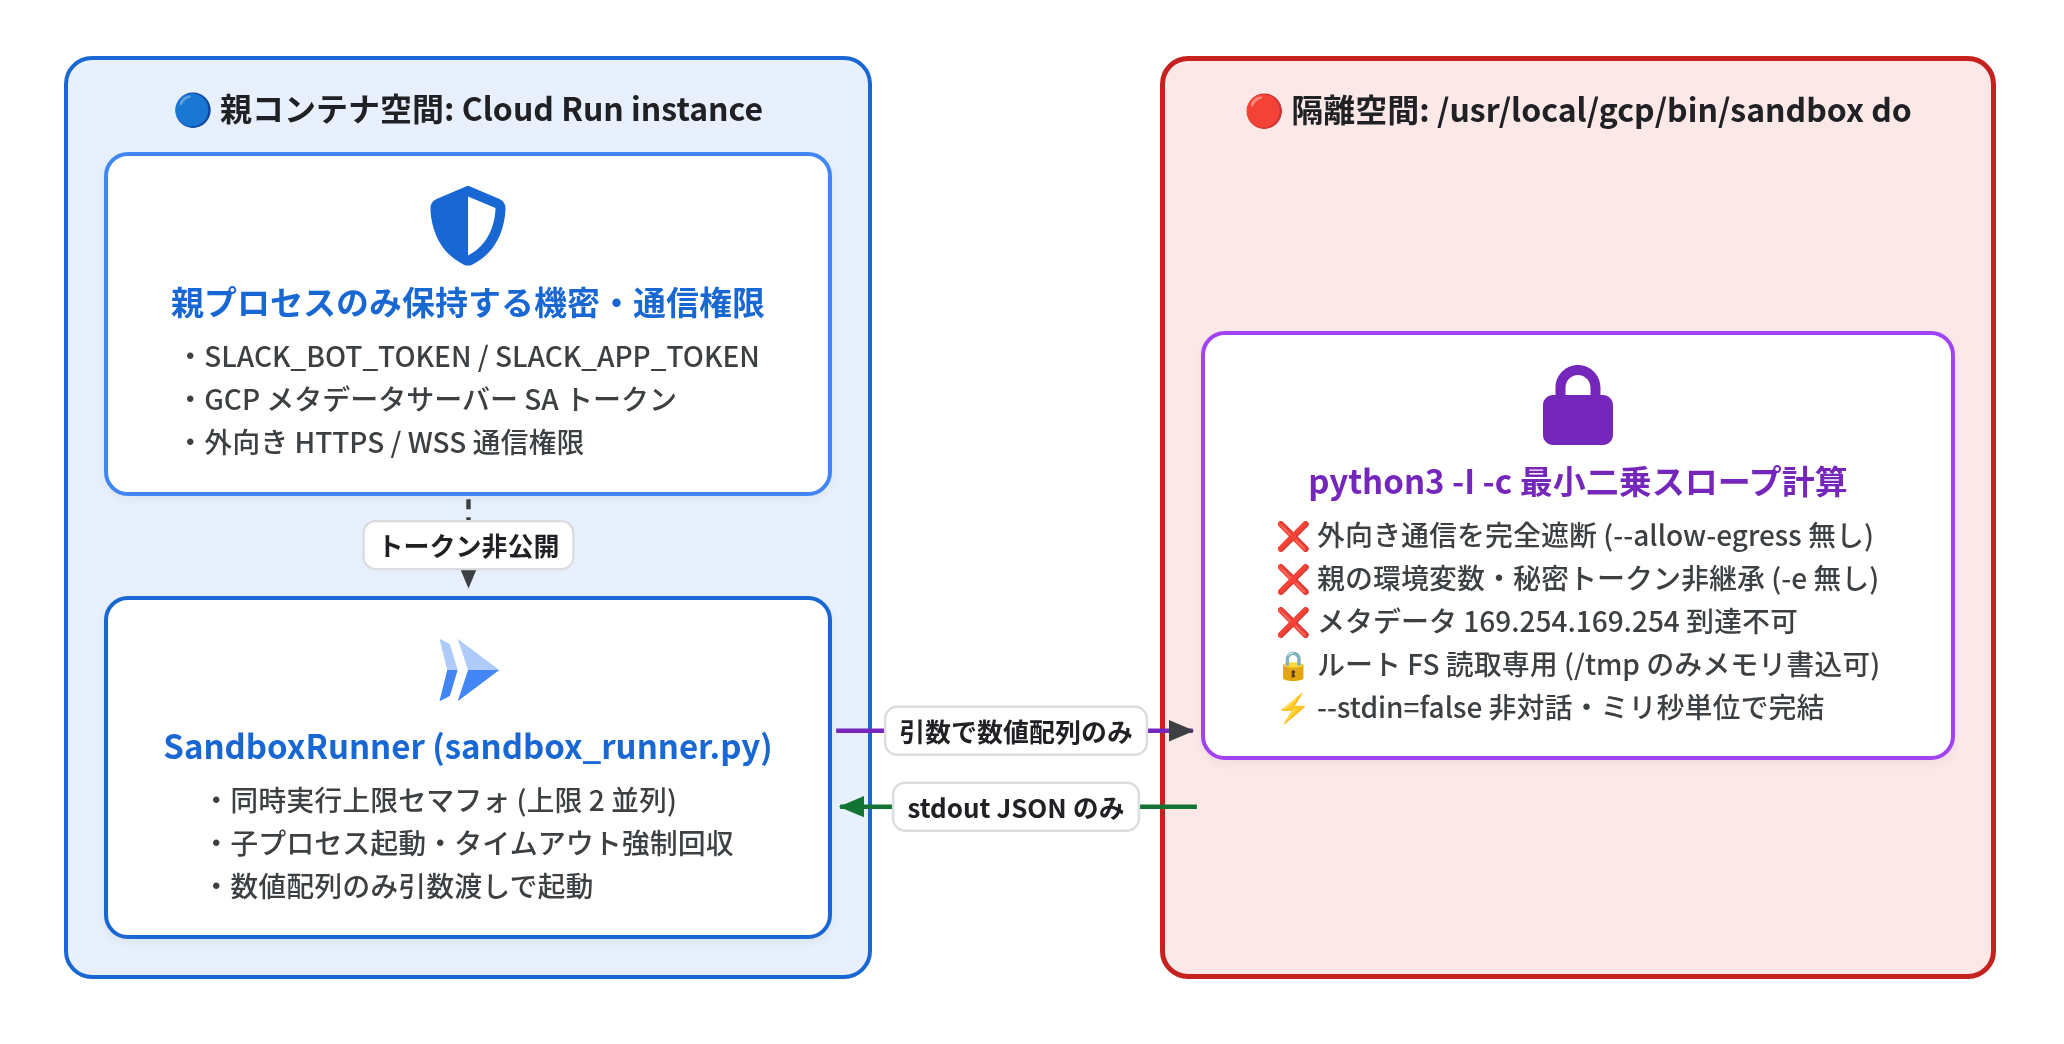 🔵 親コンテナ空間: Cloud Run instance
親プロセスのみ保持する機密・通信権限
・SLACK_BOT_TOKEN / SLACK_APP_TOKEN
・GCP メタデータサーバー SA トークン
・外向き HTTPS / WSS 通信権限
トークン非公開
SandboxRunner (sandbox_runner.py)
・同時実行上限セマフォ (上限 2 並列)
・子プロセス起動・タイムアウト強制回収
・数値配列のみ引数渡しで起動
引数で数値配列のみ
stdout JSON のみ
🔴 隔離空間: /usr/local/gcp/bin/sandbox do
python3 -I -c 最小二乗スロープ計算
❌ 外向き通信を完全遮断 (--allow-egress 無し)
❌ 親の環境変数・秘密トークン非継承 (-e 無し)
❌ メタデータ 169.254.169.254 到達不可
🔒 ルート FS 読取専用 (/tmp のみメモリ書込可)
⚡ --stdin=false 非対話・ミリ秒単位で完結